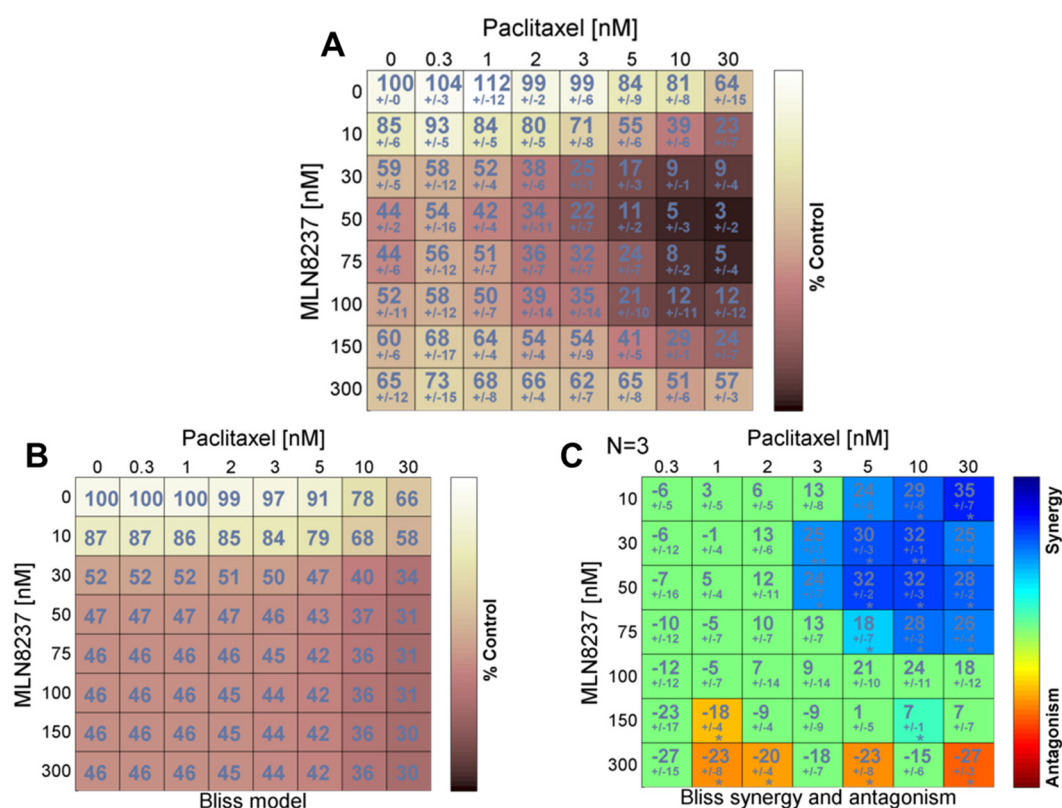 A
Paclitaxel [nM]
0 0.3 1 2 3 5 10 30
MLN8237 [nM]
0 100 104 112 99 99 84 81 64
+/-0 +/-3 +/-12 +/-2 +/-6 +/-9 +/-8 +/-15
10 85 93 84 80 71 55 39 23
+/-6 +/-5 +/-5 +/-5 +/-8 +/-6 +/-6 +/-7
30 59 58 52 38 25 17 9 9
+/-5 +/-12 +/-4 +/-6 +/-1 +/-3 +/-1 +/-4
50 44 54 42 34 22 11 5 3
+/-2 +/-16 +/-4 +/-11 +/-7 +/-2 +/-3 +/-2
75 44 56 51 36 32 24 8 5
+/-6 +/-12 +/-7 +/-7 +/-7 +/-7 +/-2 +/-4
100 52 58 50 39 35 21 12 12
+/-11 +/-12 +/-7 +/-14 +/-14 +/-10 +/-11 +/-12
150 60 68 64 54 54 41 29 24
+/-6 +/-17 +/-4 +/-4 +/-9 +/-5 +/-1 +/-7
300 65 73 68 66 62 65 51 57
+/-12 +/-15 +/-8 +/-4 +/-7 +/-8 +/-6 +/-3
% Control
B
Paclitaxel [nM]
0 0.3 1 2 3 5 10 30
MLN8237 [nM]
0 100 100 100 99 97 91 78 66
10 87 87 86 85 84 79 68 58
30 52 52 52 51 50 47 40 34
50 47 47 47 47 46 43 37 31
75 46 46 46 46 45 42 36 31
100 46 46 46 45 44 42 36 31
150 46 46 46 45 44 42 36 30
300 46 46 46 45 44 42 36 30
Bliss model
% Control
C N=3
Paclitaxel [nM]
0.3 1 2 3 5 10 30
MLN8237 [nM]
10 -6 3 6 13 24 29 35
+/-5 +/-5 +/-5 +/-8 +/-6 +/-7
* * *
30 -6 -1 13 25 30 32 25
+/-12 +/-4 +/-6 +/-1 +/-3 +/-1 +/-4
** * ** *
50 -7 5 12 24 32 32 28
+/-16 +/-4 +/-11 +/-7 +/-2 +/-3 +/-2
* * * *
75 -10 -5 10 13 18 28 26
+/-12 +/-7 +/-7 +/-7 +/-7 +/-2 +/-4
* * *
100 -12 -5 7 9 21 24 18
+/-12 +/-7 +/-14 +/-14 +/-10 +/-11 +/-12
150 -23 -18 -9 -9 1 7 7
+/-17 +/-4 +/-4 +/-9 +/-5 +/-1 +/-7
* *
300 -27 -23 -20 -18 -23 -15 -27
+/-15 +/-8 +/-4 +/-7 +/-8 +/-6 +/-3
* * * *
Bliss synergy and antagonism
Synergy
Antagonism